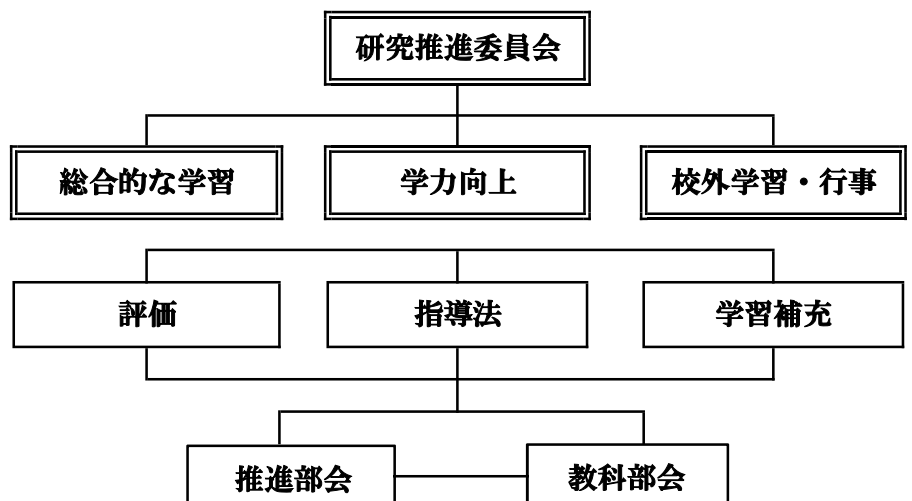 研究推進委員会
総合的な学習
学力向上
校外学習・行事
評価
指導法
学習補充
推進部会
教科部会